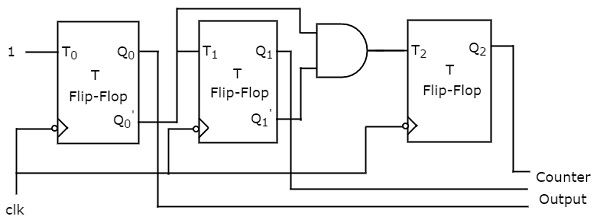 1
T₀
Q₀
T
Flip-Flop
Q₀'
T₁
Q₁
T
Flip-Flop
Q₁'
T₂
Q₂
T
Flip-Flop
clk
Counter
Output